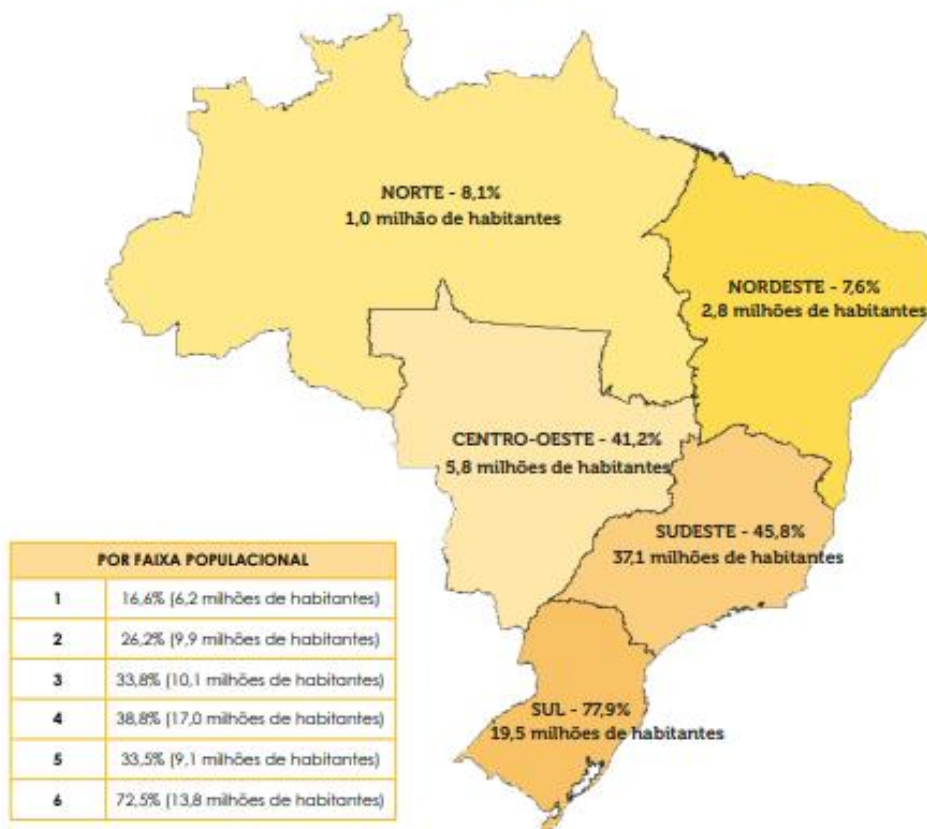 NORTE - 8,1%
1,0 milhão de habitantes
NORDESTE - 7,6%
2,8 milhões de habitantes
CENTRO-OESTE - 41,2%
5,8 milhões de habitantes
SUDESTE - 45,8%
37,1 milhões de habitantes
SUL - 77,9%
19,5 milhões de habitantes
POR FAIXA POPULACIONAL
1 16,6% (6,2 milhões de habitantes)
2 26,2% (9,9 milhões de habitantes)
3 33,8% (10,1 milhões de habitantes)
4 38,8% (17,0 milhões de habitantes)
5 33,5% (9,1 milhões de habitantes)
6 72,5% (13,8 milhões de habitantes)